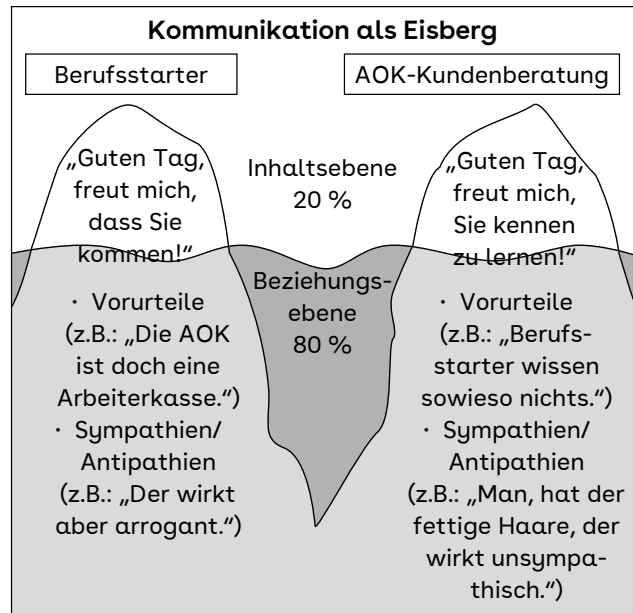 Kommunikation als Eisberg
Berufsstarter
AOK-Kundenberatung
„Guten Tag,
freut mich,
dass Sie
kommen!“
Inhaltsebene
20 %
„Guten Tag,
freut mich,
Sie kennen
zu lernen!“
Beziehungs-
ebene
80 %
· Vorurteile
(z.B.: „Die AOK
ist doch eine
Arbeiterkasse.“)
· Sympathien/
Antipathien
(z.B.: „Der wirkt
aber arrogant.“)
· Vorurteile
(z.B.: „Berufs-
starter wissen
sowieso nichts.“)
· Sympathien/
Antipathien
(z.B.: „Man, hat der
fettige Haare, der
wirkt unsympa-
thisch.“)